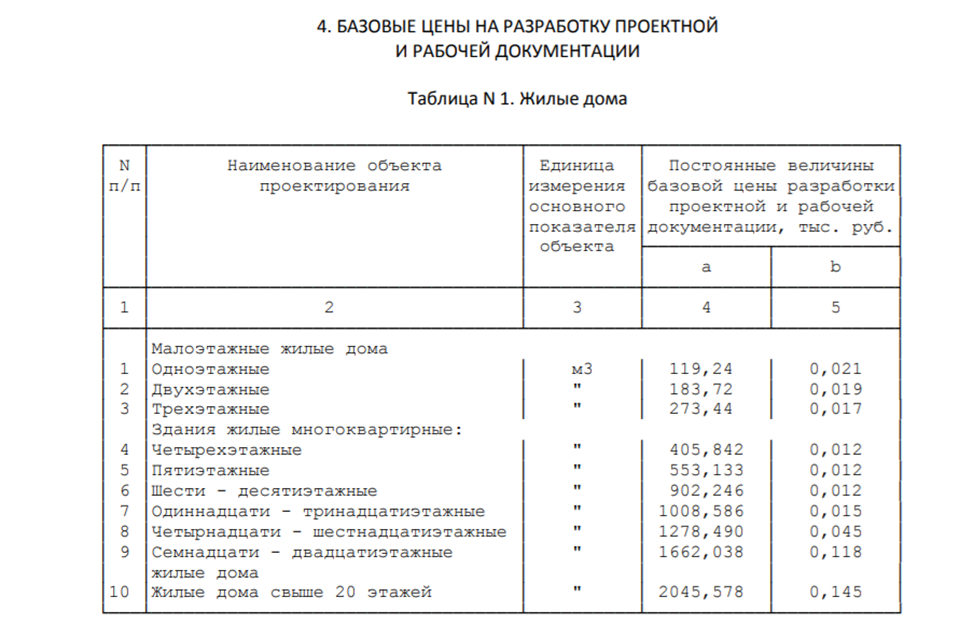 4. БАЗОВЫЕ ЦЕНЫ НА РАЗРАБОТКУ ПРОЕКТНОЙ
И РАБОЧЕЙ ДОКУМЕНТАЦИИ
Таблица N 1. Жилые дома
N п/п | Наименование объекта проектирования | Единица измерения основного показателя объекта | Постоянные величины базовой цены разработки проектной и рабочей документации, тыс. руб.
a | b
1 | 2 | 3 | 4 | 5
Малоэтажные жилые дома
1 | Одноэтажные | м3 | 119,24 | 0,021
2 | Двухэтажные | " | 183,72 | 0,019
3 | Трехэтажные | " | 273,44 | 0,017
Здания жилые многоквартирные:
4 | Четырехэтажные | " | 405,842 | 0,012
5 | Пятиэтажные | " | 553,133 | 0,012
6 | Шести - десятиэтажные | " | 902,246 | 0,012
7 | Одиннадцати - тринадцатиэтажные | " | 1008,586 | 0,015
8 | Четырнадцати - шестнадцатиэтажные | " | 1278,490 | 0,045
9 | Семнадцати - двадцатиэтажные | " | 1662,038 | 0,118
жилые дома
10 | Жилые дома свыше 20 этажей | " | 2045,578 | 0,145